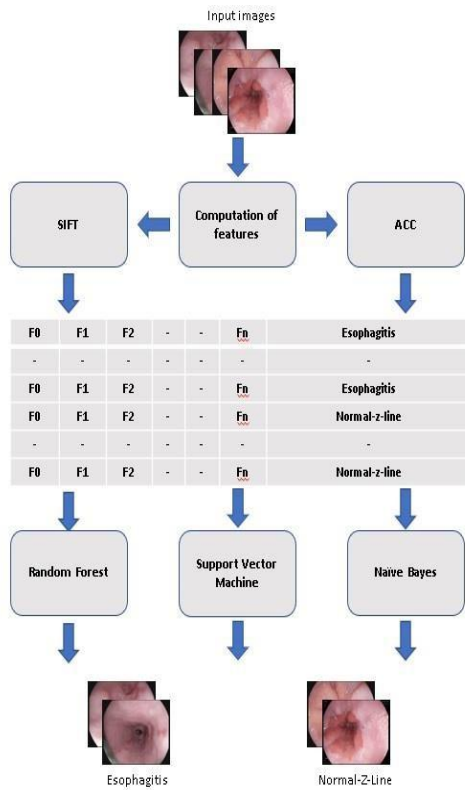 Input images
SIFT
Computation of
features
ACC
F0 F1 F2 - - Fn Esophagitis
- - - - - - -
F0 F1 F2 - - Fn Esophagitis
F0 F1 F2 - - Fn Normal-z-line
- - - - - - -
F0 F1 F2 - - Fn Normal-z-line
Random Forest
Support Vector
Machine
Naïve Bayes
Esophagitis
Normal-Z-Line